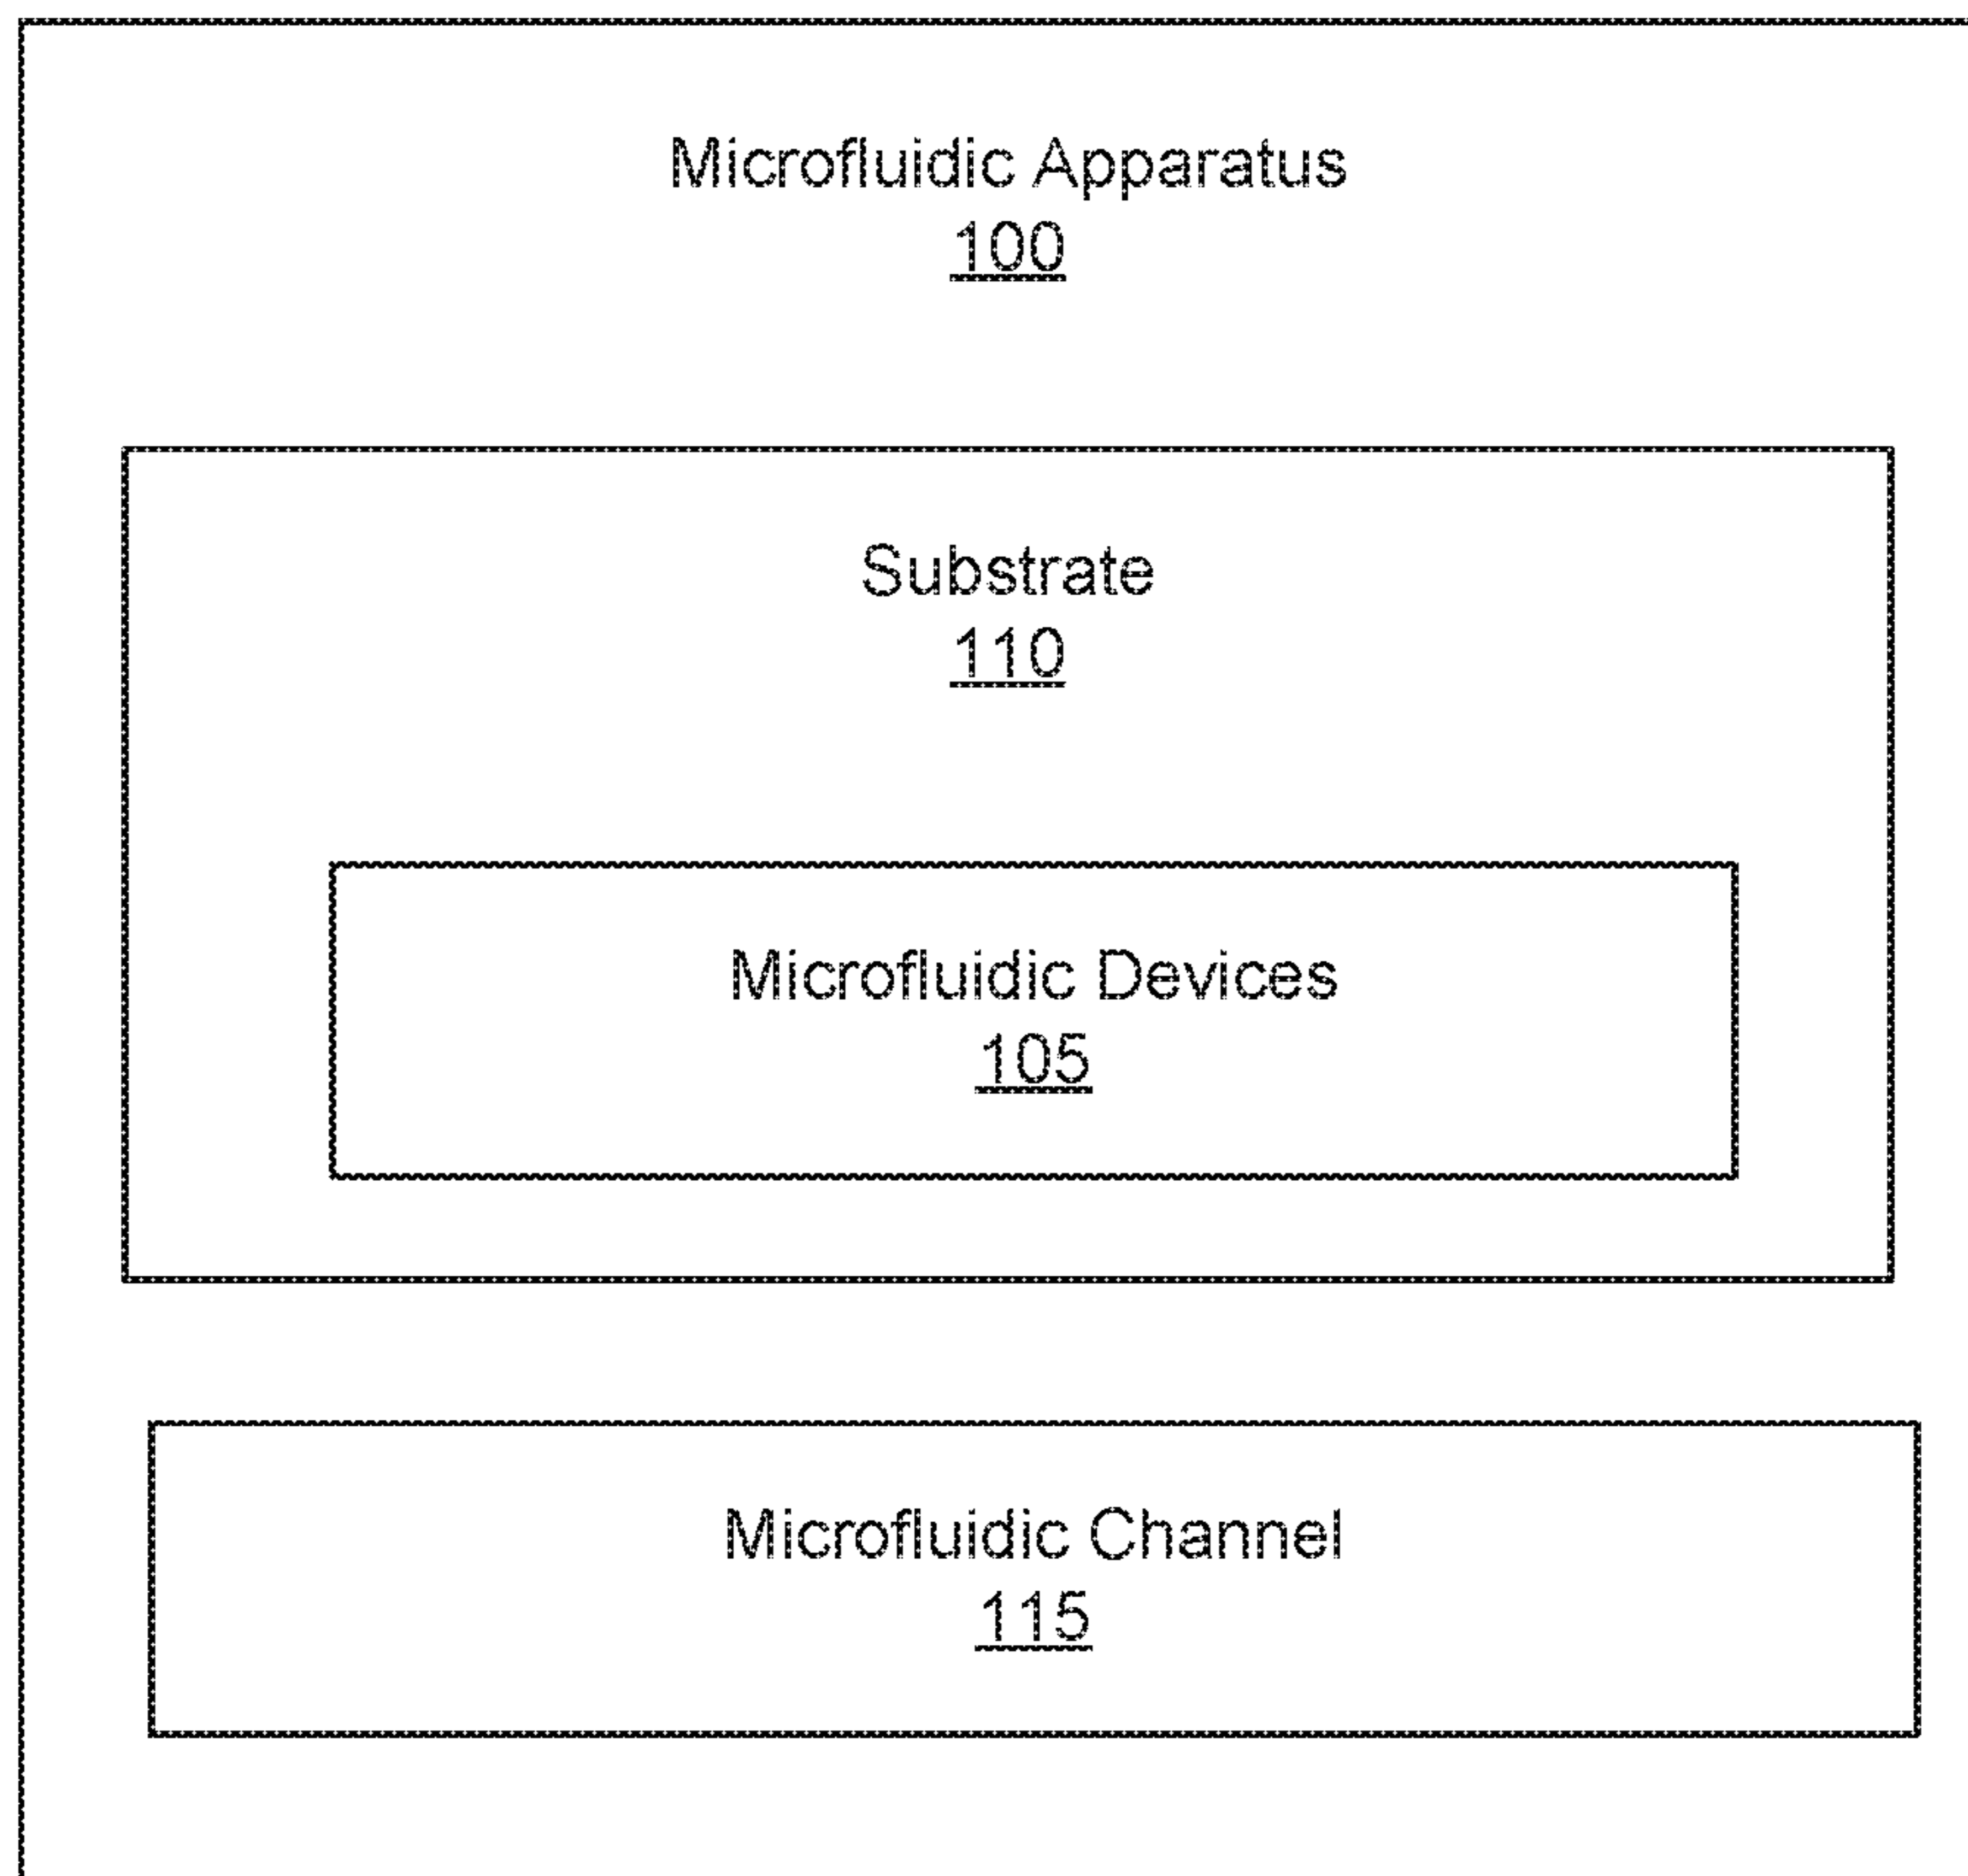 Microfluidic Apparatus
100
Substrate
110
Microfluidic Devices
105
Microfluidic Channel
115